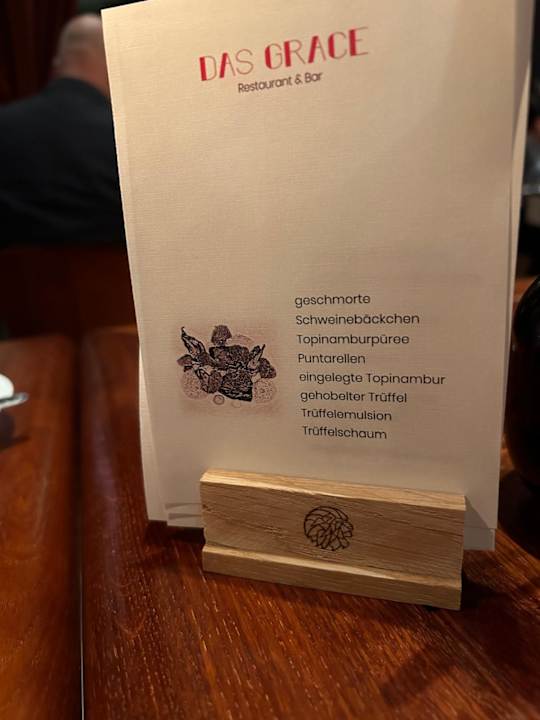 DAS GRACE
Restaurant & Bar
geschmorte
Schweinebäckchen
Topinamburpüree
Puntarellen
eingelegte Topinambur
gehobelter Trüffel
Trüffelemulsion
Trüffelschaum